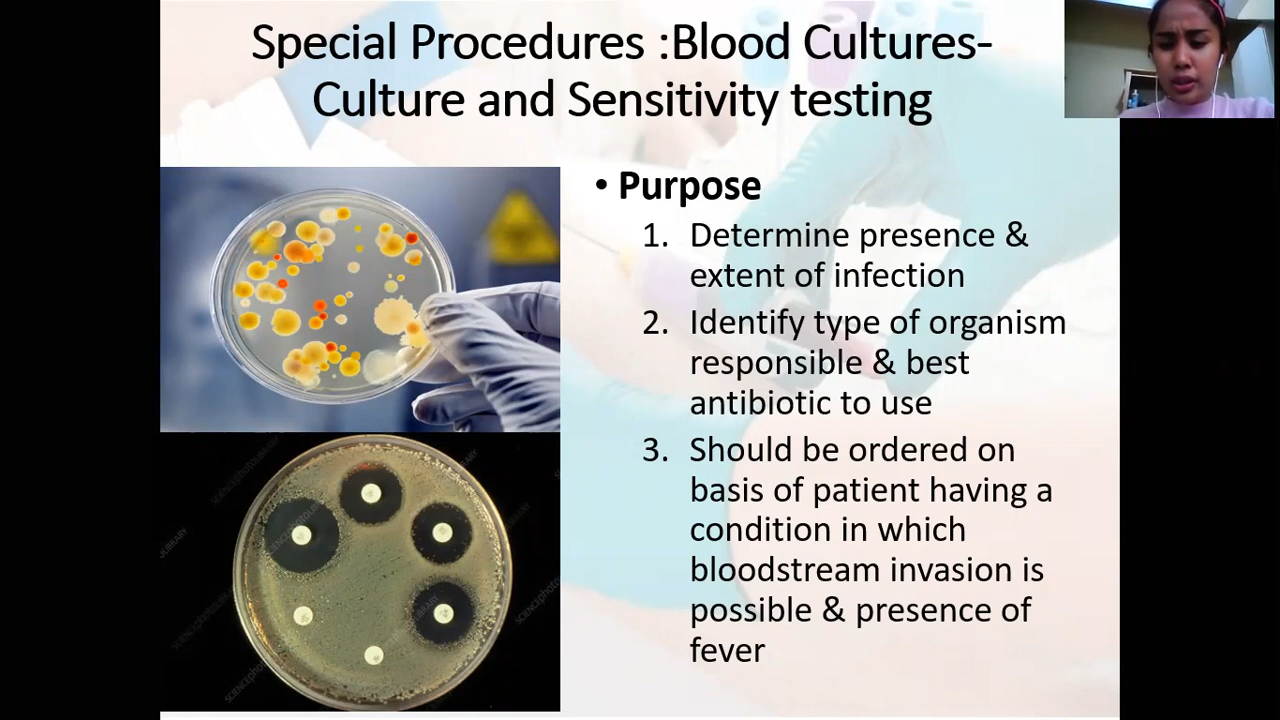 Special Procedures :Blood Cultures-
Culture and Sensitivity testing
• Purpose
1. Determine presence &
extent of infection
2. Identify type of organism
responsible & best
antibiotic to use
3. Should be ordered on
basis of patient having a
condition in which
bloodstream invasion is
possible & presence of
fever